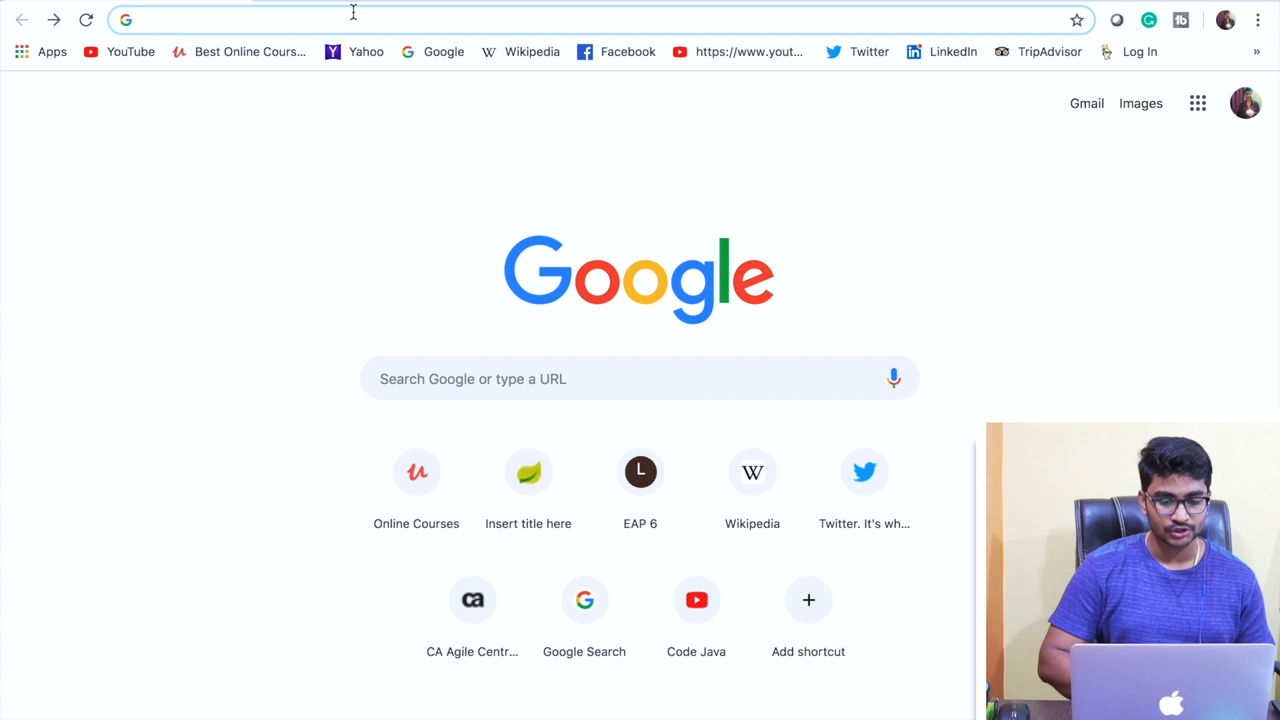 Apps YouTube Best Online Cours... Yahoo Google Wikipedia Facebook https://www.yout... Twitter LinkedIn TripAdvisor Log In »
Gmail Images
Google
Search Google or type a URL
L
W
Online Courses Insert title here EAP 6 Wikipedia Twitter. It's wh...
ca
CA Agile Centr... Google Search Code Java Add shortcut